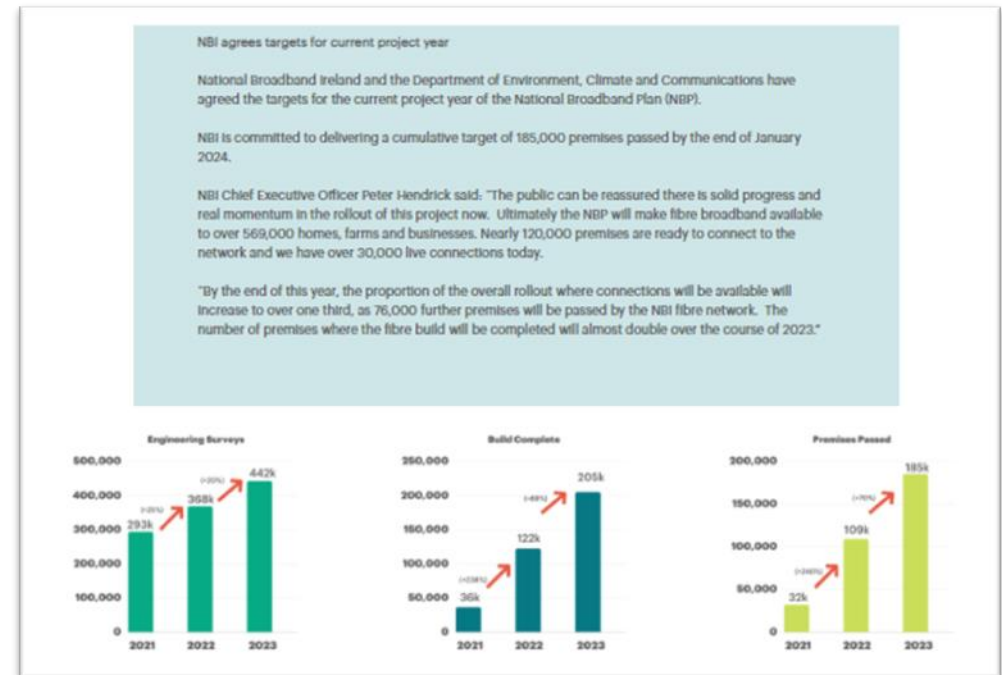 NBI agrees targets for current project year
National Broadband Ireland and the Department of Environment, Climate and Communications have
agreed the targets for the current project year of the National Broadband Plan (NBP).
NBI is committed to delivering a cumulative target of 185,000 premises passed by the end of January
2024.
NBI Chief Executive Officer Peter Hendrick said: "The public can be reassured there is solid progress and
real momentum in the rollout of this project now. Ultimately the NBP will make fibre broadband available
to over 569,000 homes, farms and businesses. Nearly 120,000 premises are ready to connect to the
network and we have over 30,000 live connections today.
"By the end of this year, the proportion of the overall rollout where connections will be available will
increase to over one third, as 76,000 further premises will be passed by the NBI fibre network. The
number of premises where the fibre build will be completed will almost double over the course of 2023."
Engineering Surveys
500,000
400,000
300,000
200,000
100,000
0
293k
368k
442k
2021 2022 2023
Build Complete
250,000
200,000
150,000
100,000
50,000
0
36k
122k
205k
2021 2022 2023
Premises Passed
200,000
150,000
100,000
50,000
0
32k
109k
185k
2021 2022 2023